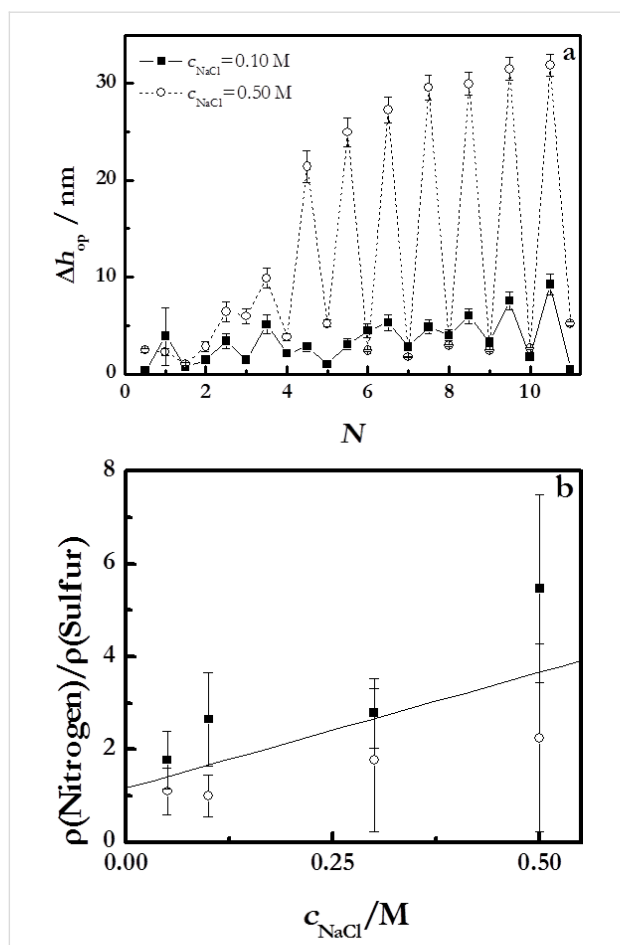 a
c_NaCl=0.10 M
c_NaCl=0.50 M
30
20
10
0
Δh_op / nm
0 2 4 6 8 10
N
b
8
6
4
2
0
ρ(Nitrogen)/ρ(Sulfur)
0.00 0.25 0.50
c_NaCl/M